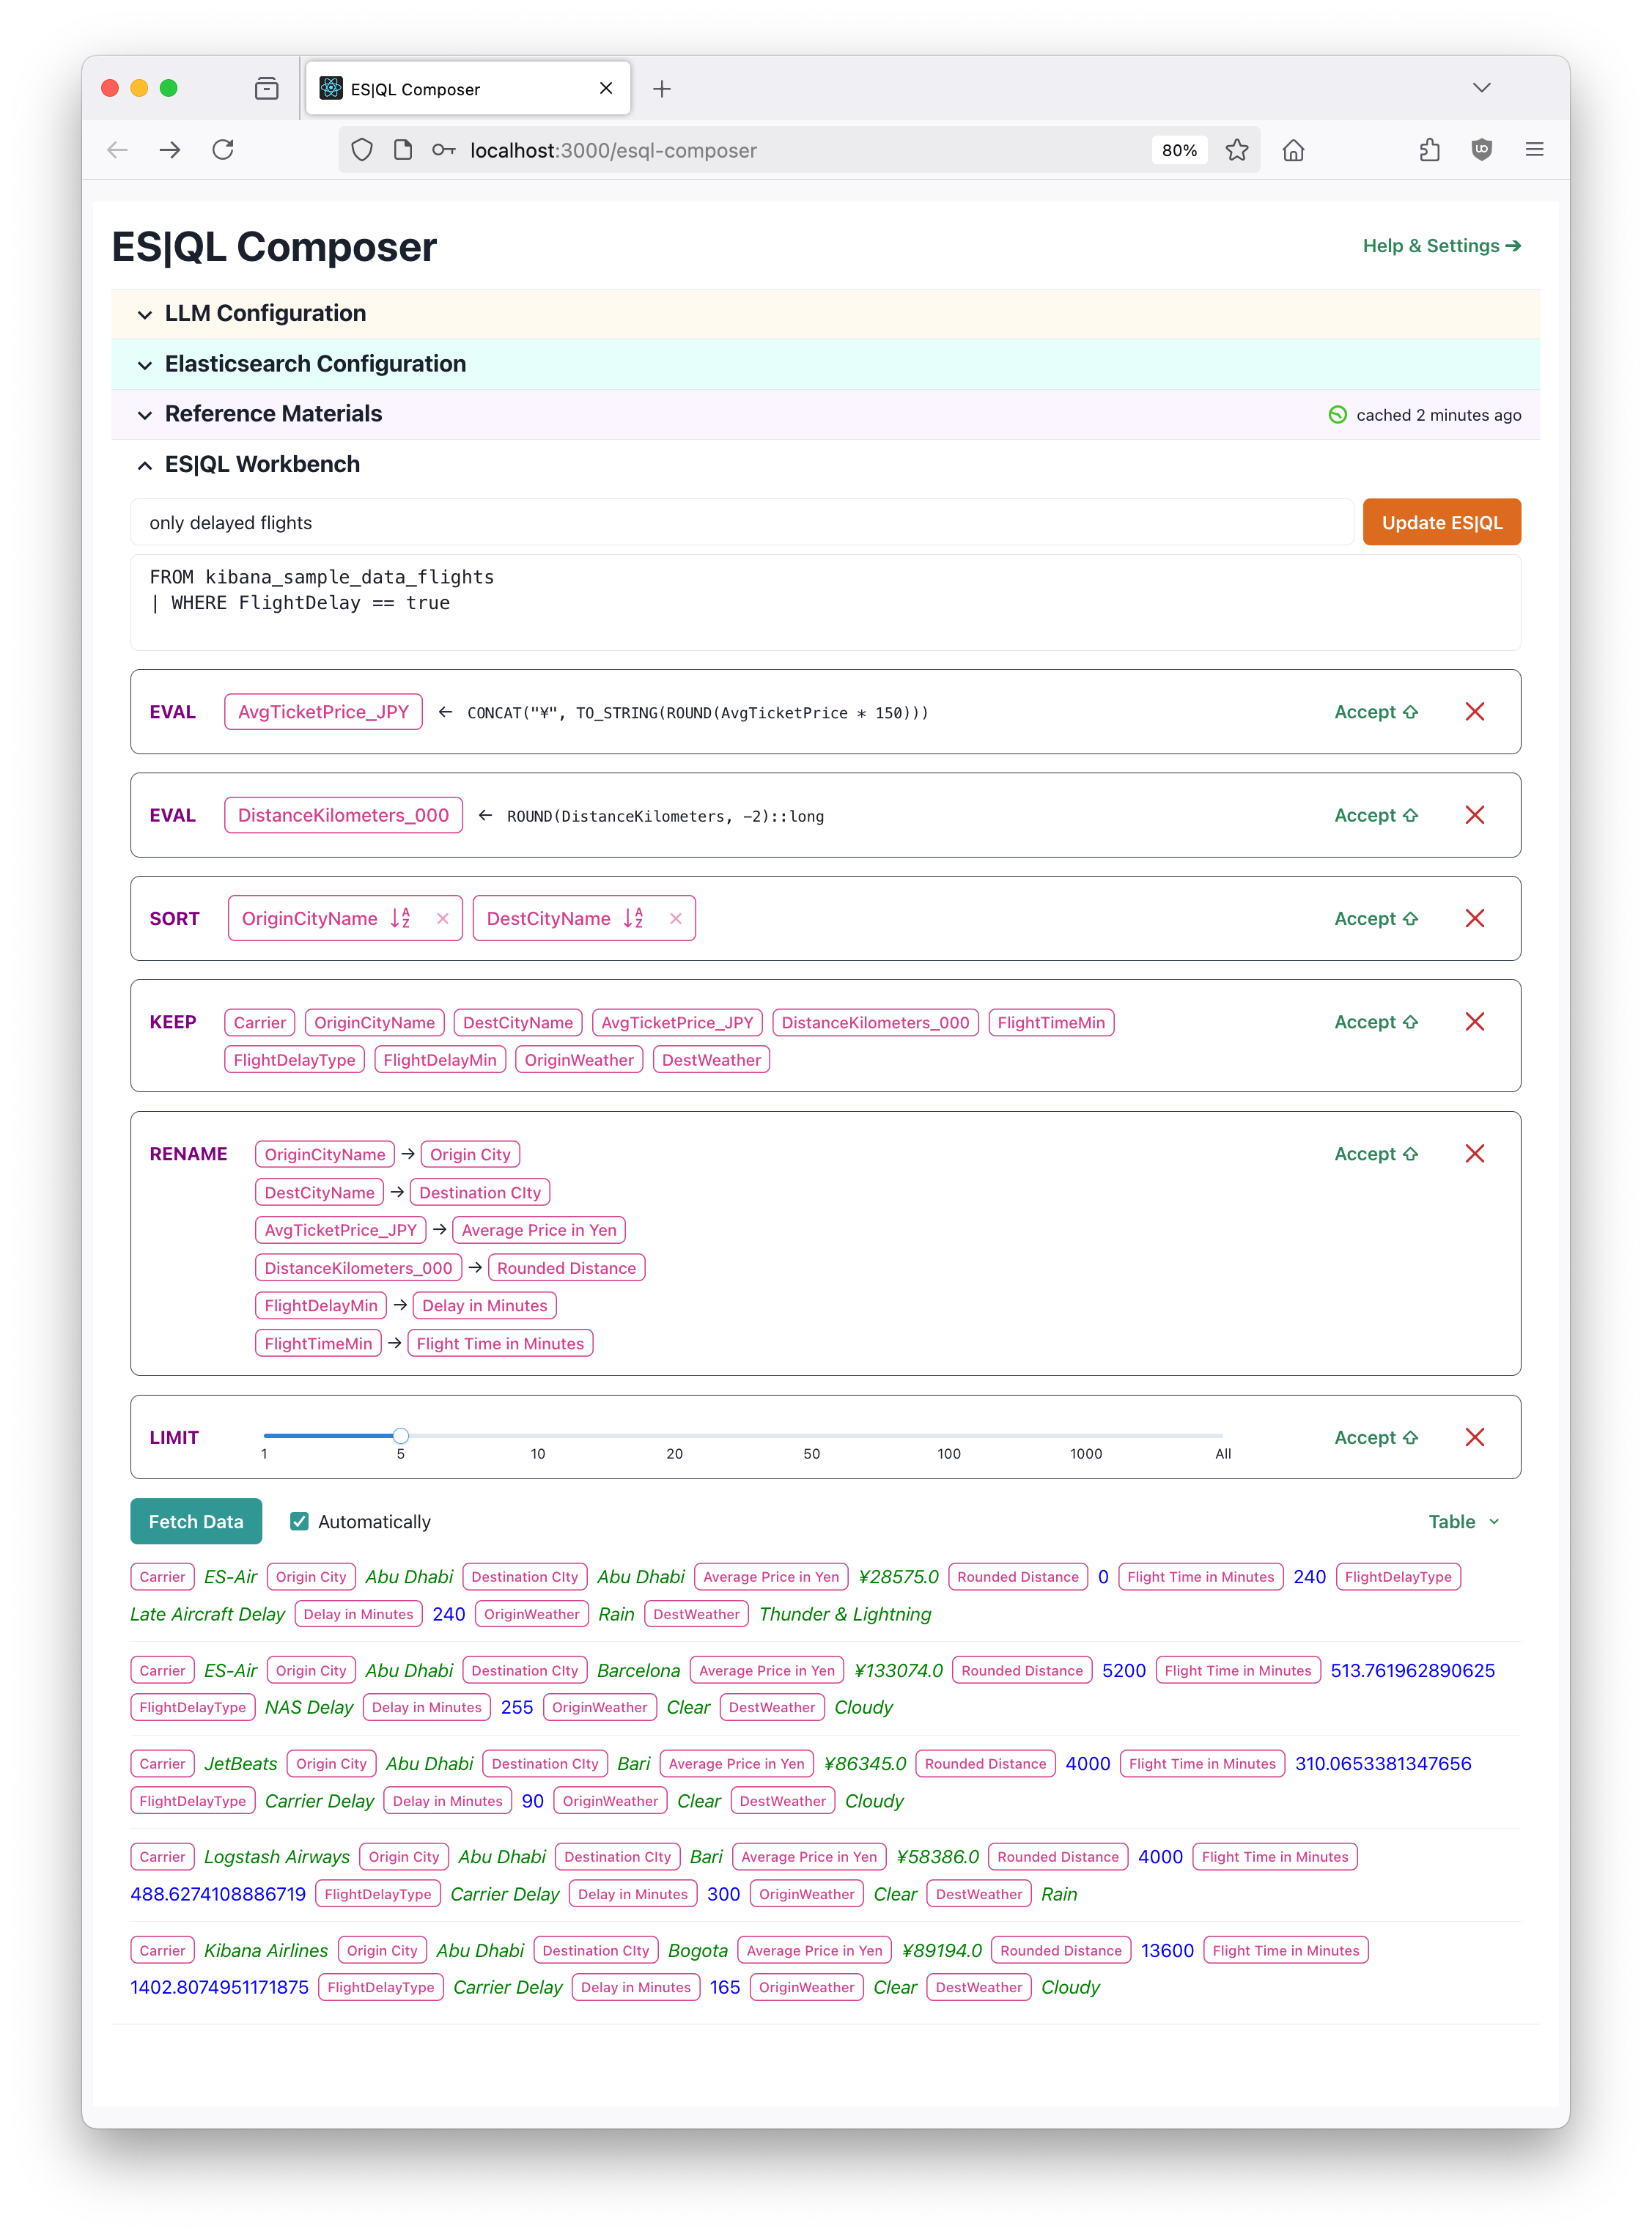 ES|QL Composer
localhost:3000/esql-composer 80%
ES|QL Composer Help & Settings ➔
LLM Configuration
Elasticsearch Configuration
Reference Materials cached 2 minutes ago
ES|QL Workbench
only delayed flights Update ES|QL
FROM kibana_sample_data_flights
| WHERE FlightDelay == true
EVAL AvgTicketPrice_JPY ← CONCAT("¥", TO_STRING(ROUND(AvgTicketPrice * 150))) Accept
EVAL DistanceKilometers_000 ← ROUND(DistanceKilometers, -2)::long Accept
SORT OriginCityName DestCityName Accept
KEEP Carrier OriginCityName DestCityName AvgTicketPrice_JPY DistanceKilometers_000 FlightTimeMin Accept
FlightDelayType FlightDelayMin OriginWeather DestWeather
RENAME OriginCityName → Origin City Accept
DestCityName → Destination CIty
AvgTicketPrice_JPY → Average Price in Yen
DistanceKilometers_000 → Rounded Distance
FlightDelayMin → Delay in Minutes
FlightTimeMin → Flight Time in Minutes
LIMIT Accept
1 5 10 20 50 100 1000 All
Fetch Data Automatically Table
Carrier ES-Air Origin City Abu Dhabi Destination CIty Abu Dhabi Average Price in Yen ¥28575.0 Rounded Distance 0 Flight Time in Minutes 240 FlightDelayType
Late Aircraft Delay Delay in Minutes 240 OriginWeather Rain DestWeather Thunder & Lightning
Carrier ES-Air Origin City Abu Dhabi Destination CIty Barcelona Average Price in Yen ¥133074.0 Rounded Distance 5200 Flight Time in Minutes 513.761962890625
FlightDelayType NAS Delay Delay in Minutes 255 OriginWeather Clear DestWeather Cloudy
Carrier JetBeats Origin City Abu Dhabi Destination CIty Bari Average Price in Yen ¥86345.0 Rounded Distance 4000 Flight Time in Minutes 310.0653381347656
FlightDelayType Carrier Delay Delay in Minutes 90 OriginWeather Clear DestWeather Cloudy
Carrier Logstash Airways Origin City Abu Dhabi Destination CIty Bari Average Price in Yen ¥58386.0 Rounded Distance 4000 Flight Time in Minutes
488.6274108886719 FlightDelayType Carrier Delay Delay in Minutes 300 OriginWeather Clear DestWeather Rain
Carrier Kibana Airlines Origin City Abu Dhabi Destination CIty Bogota Average Price in Yen ¥89194.0 Rounded Distance 13600 Flight Time in Minutes
1402.8074951171875 FlightDelayType Carrier Delay Delay in Minutes 165 OriginWeather Clear DestWeather Cloudy